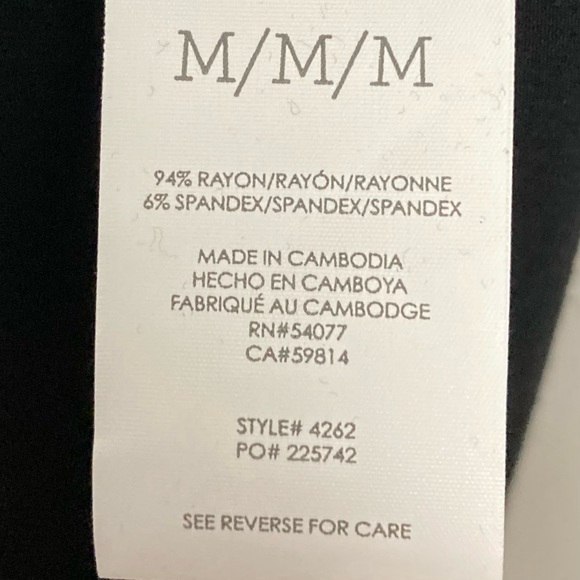 M/M/M
94% RAYON/RAYÓN/RAYONNE
6% SPANDEX/SPANDEX/SPANDEX
MADE IN CAMBODIA
HECHO EN CAMBOYA
FABRIQUÉ AU CAMBODGE
RN#54077
CA#59814
STYLE# 4262
PO# 225742
SEE REVERSE FOR CARE